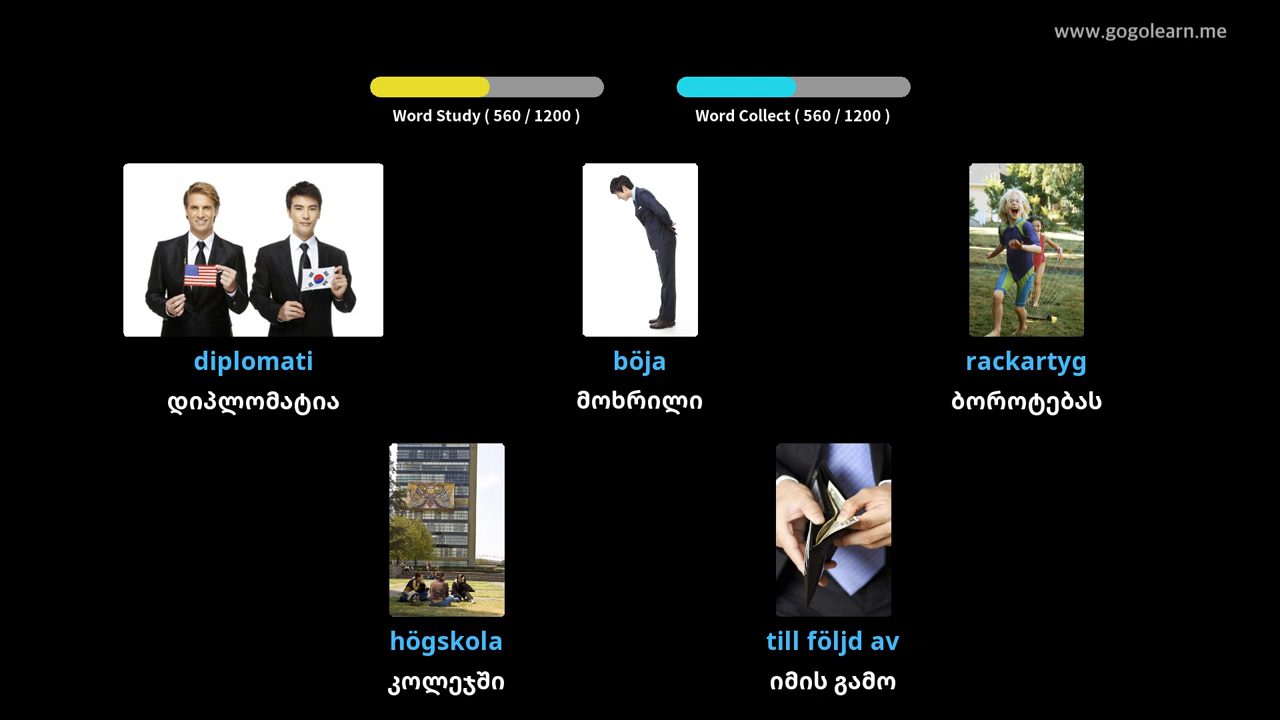 www.gogolearn.me
Word Study ( 560 / 1200 )
Word Collect ( 560 / 1200 )
diplomati
დიპლომატია
böja
მოხრილი
rackartyg
ბოროტებას
högskola
კოლეჯში
till följd av
იმის გამო